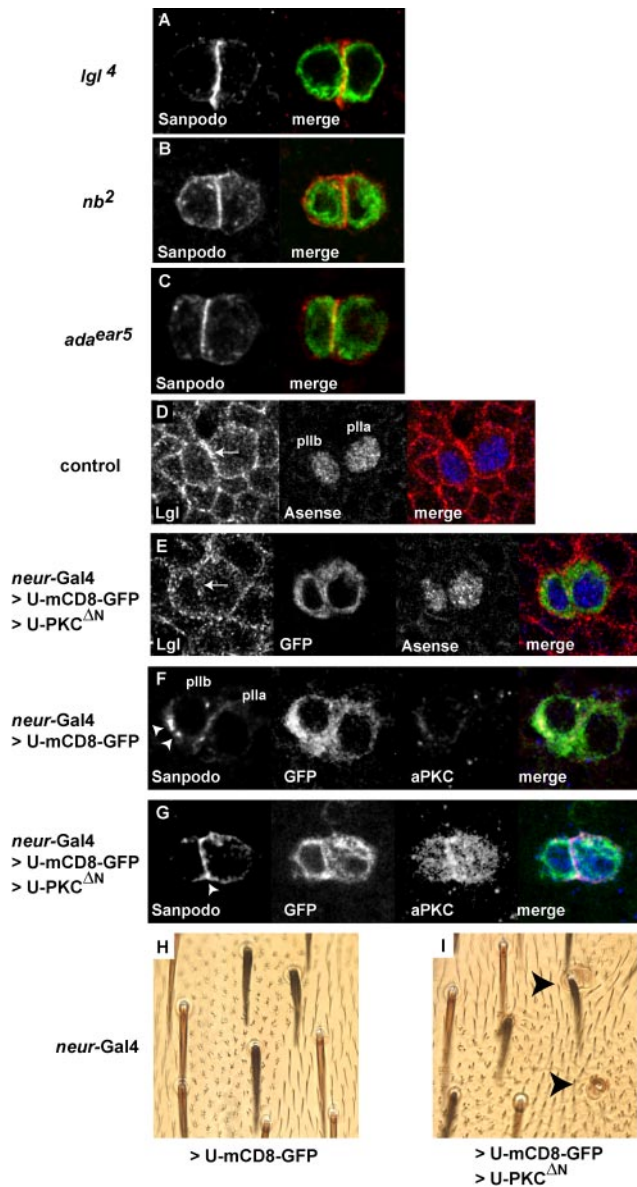 A
lgl 4
Sanpodo
merge
B
nb2
Sanpodo
merge
C
adaear5
Sanpodo
merge
D
control
pIIb
pIIa
Lgl
Asense
merge
E
neur-Gal4
> U-mCD8-GFP
> U-PKCΔN
Lgl
GFP
Asense
merge
F
pIIb
pIIa
neur-Gal4
> U-mCD8-GFP
Sanpodo
GFP
aPKC
merge
G
neur-Gal4
> U-mCD8-GFP
> U-PKCΔN
Sanpodo
GFP
aPKC
merge
H
I
neur-Gal4
> U-mCD8-GFP
> U-mCD8-GFP
> U-PKCΔN